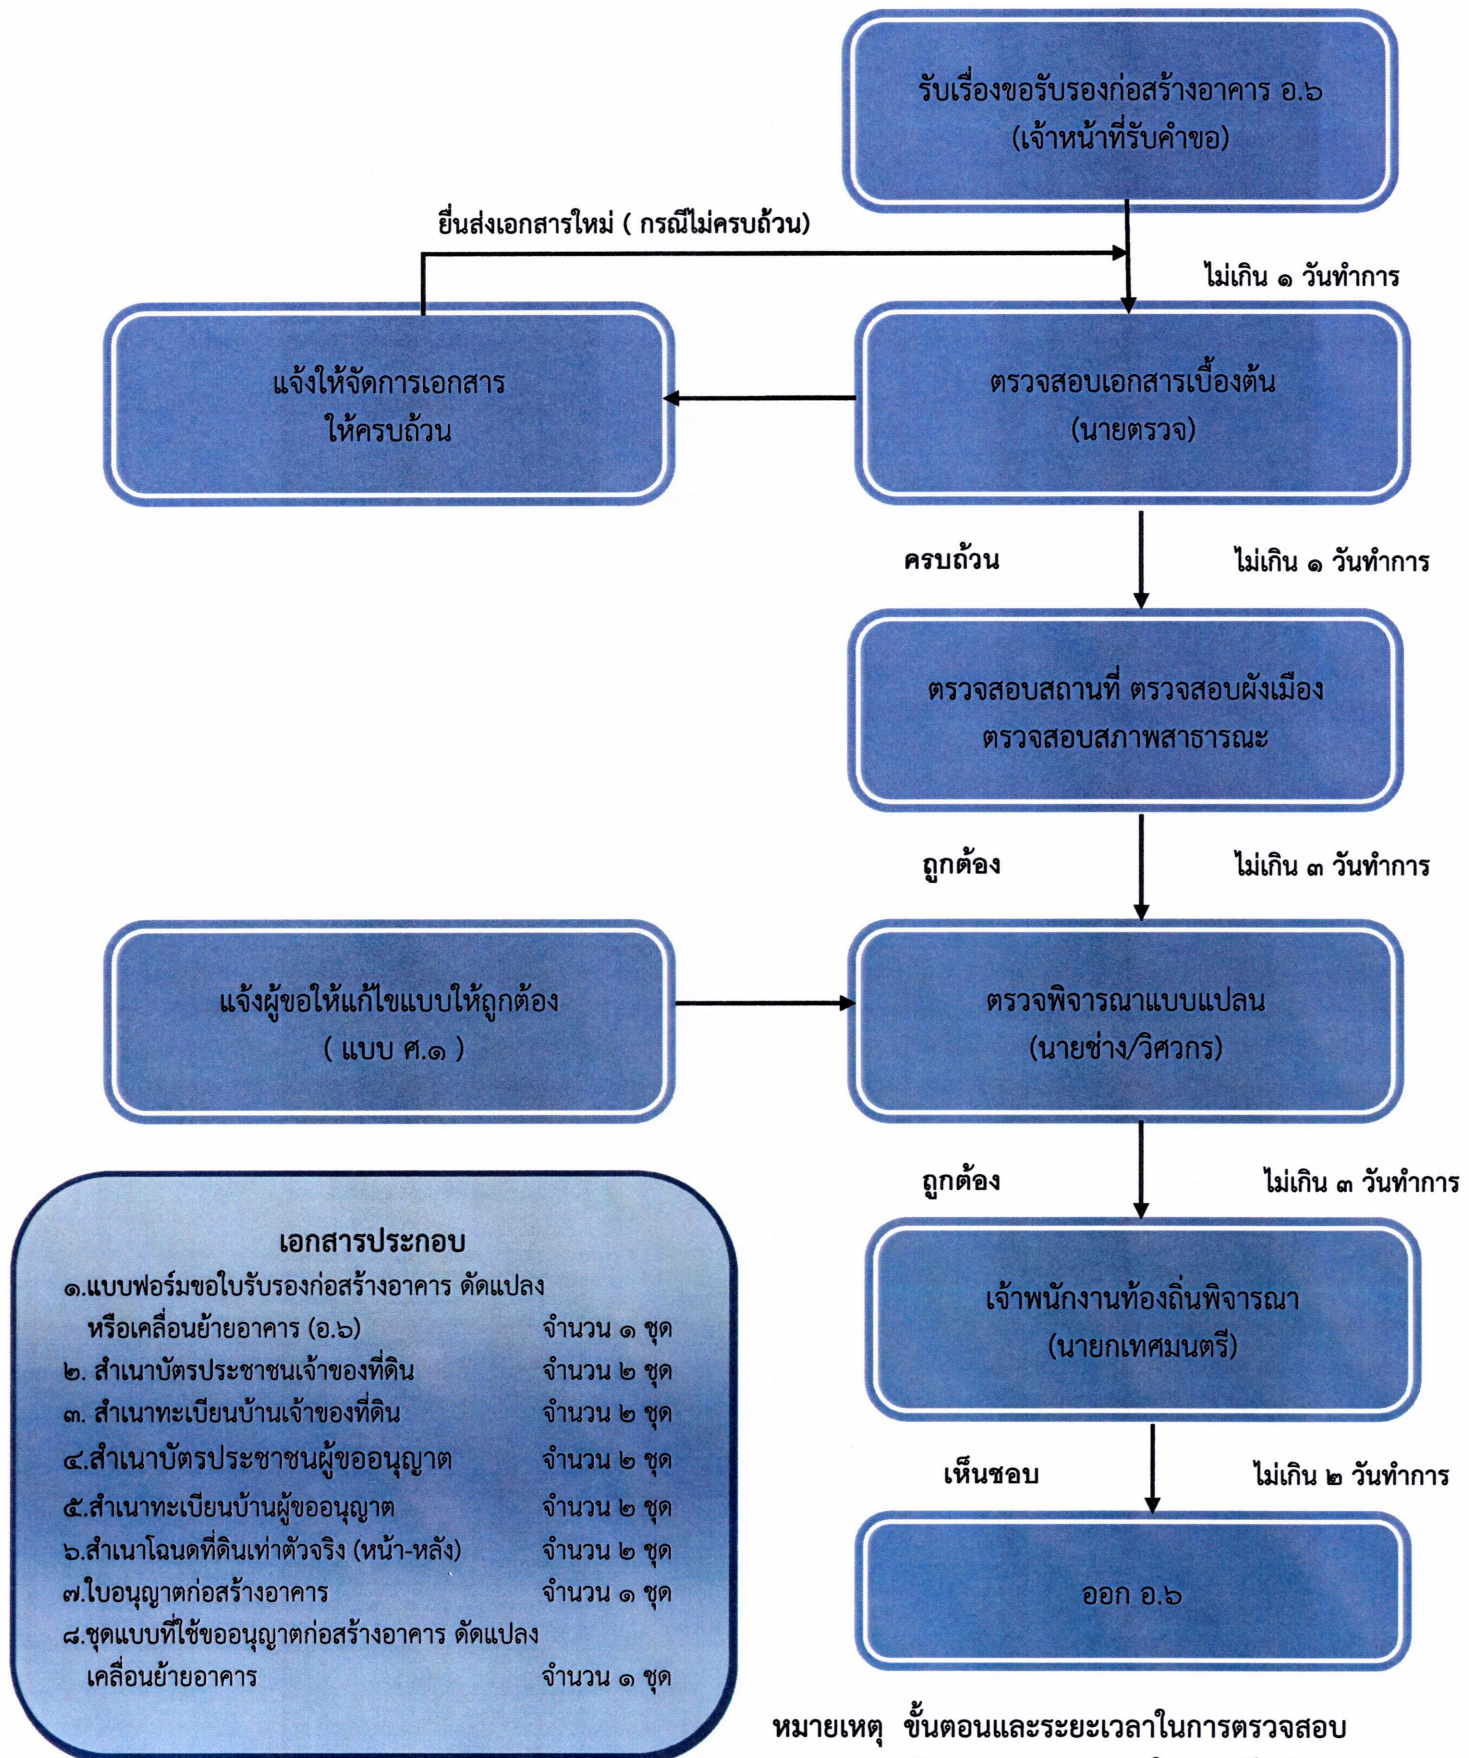 รับเรื่องขอรับรองก่อสร้างอาคาร อ.๖
(เจ้าหน้าที่รับคำขอ)
ยื่นส่งเอกสารใหม่ ( กรณีไม่ครบถ้วน)
ไม่เกิน ๑ วันทำการ
แจ้งให้จัดการเอกสาร
ให้ครบถ้วน
ตรวจสอบเอกสารเบื้องต้น
(นายตรวจ)
ครบถ้วน
ไม่เกิน ๑ วันทำการ
ตรวจสอบสถานที่ ตรวจสอบผังเมือง
ตรวจสอบสภาพสาธารณะ
ถูกต้อง
ไม่เกิน ๓ วันทำการ
แจ้งผู้ขอให้แก้ไขแบบให้ถูกต้อง
( แบบ ศ.๑ )
ตรวจพิจารณาแบบแปลน
(นายช่าง/วิศวกร)
ถูกต้อง
ไม่เกิน ๓ วันทำการ
เจ้าพนักงานท้องถิ่นพิจารณา
(นายกเทศมนตรี)
เห็นชอบ
ไม่เกิน ๒ วันทำการ
ออก อ.๖
เอกสารประกอบ
๑.แบบฟอร์มขอใบรับรองก่อสร้างอาคาร ดัดแปลง
หรือเคลื่อนย้ายอาคาร (อ.๖) จำนวน ๑ ชุด
๒. สำเนาบัตรประชาชนเจ้าของที่ดิน จำนวน ๒ ชุด
๓. สำเนาทะเบียนบ้านเจ้าของที่ดิน จำนวน ๒ ชุด
๔.สำเนาบัตรประชาชนผู้ขออนุญาต จำนวน ๒ ชุด
๕.สำเนาทะเบียนบ้านผู้ขออนุญาต จำนวน ๒ ชุด
๖.สำเนาโฉนดที่ดินเท่าตัวจริง (หน้า-หลัง) จำนวน ๒ ชุด
๗.ใบอนุญาตก่อสร้างอาคาร จำนวน ๑ ชุด
๘.ชุดแบบที่ใช้ขออนุญาตก่อสร้างอาคาร ดัดแปลง
เคลื่อนย้ายอาคาร จำนวน ๑ ชุด
หมายเหตุ ขั้นตอนและระยะเวลาในการตรวจสอบ